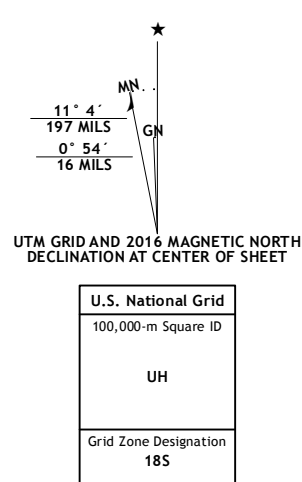 MN
11° 4´
197 MILS
GN
0° 54´
16 MILS
UTM GRID AND 2016 MAGNETIC NORTH
DECLINATION AT CENTER OF SHEET
U.S. National Grid
100,000-m Square ID
UH
Grid Zone Designation
18S